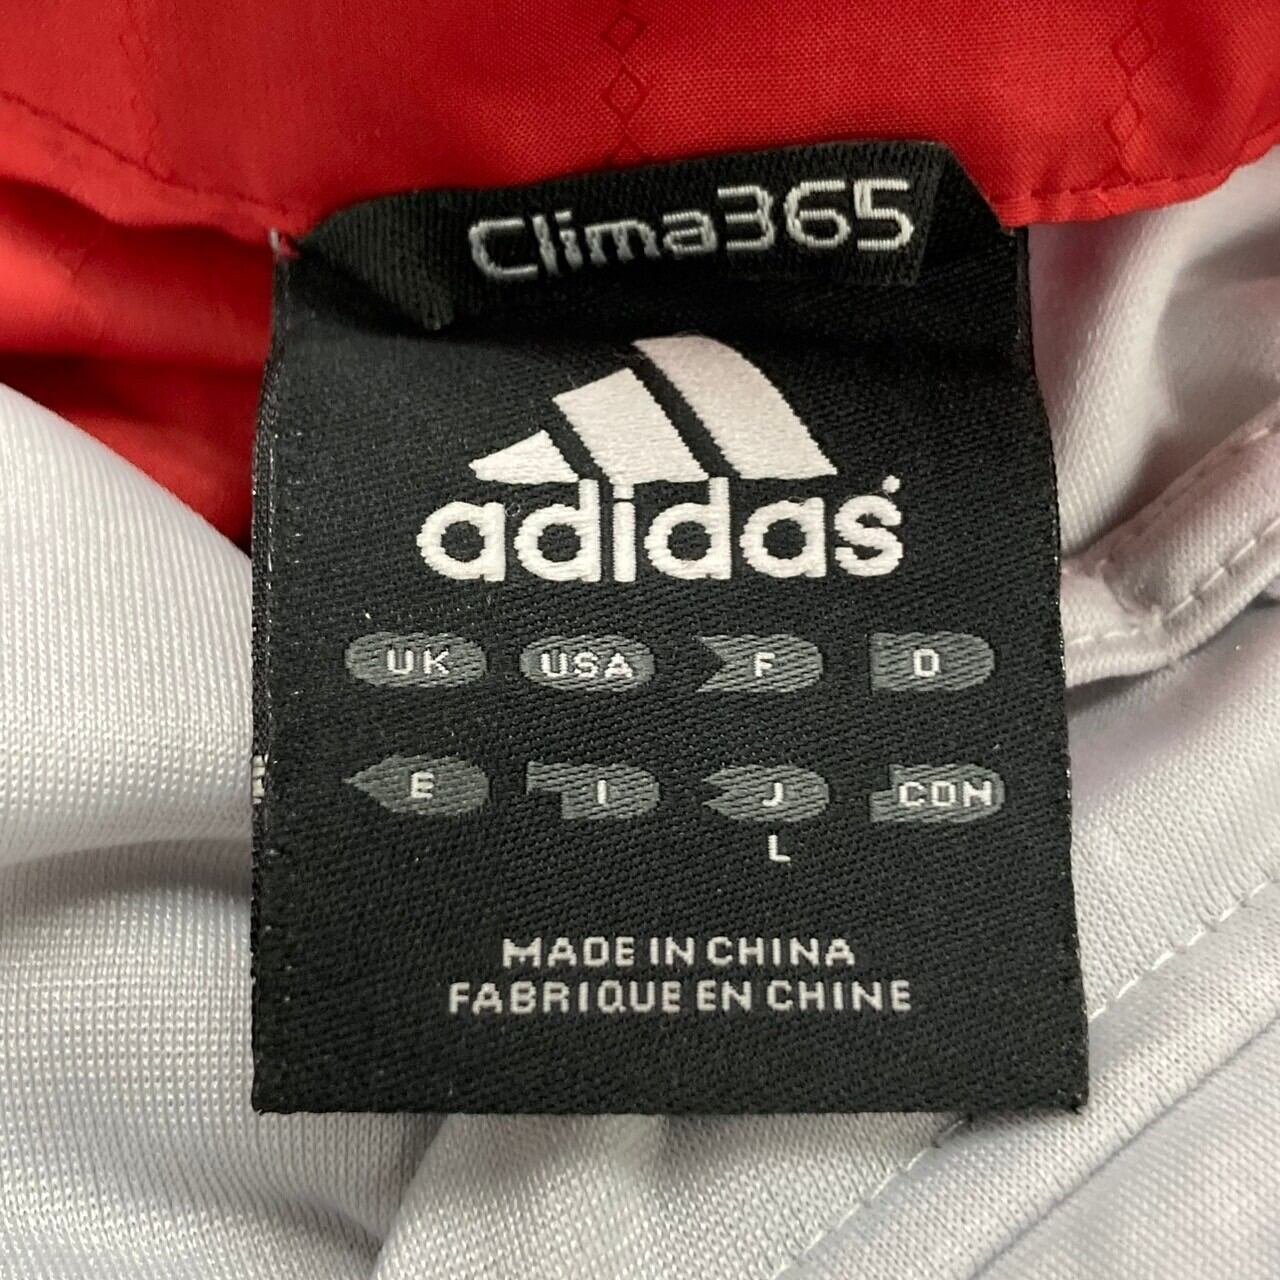 Clima365
adidas
UK USA F D
E I J CDN
L
MADE IN CHINA
FABRIQUE EN CHINE